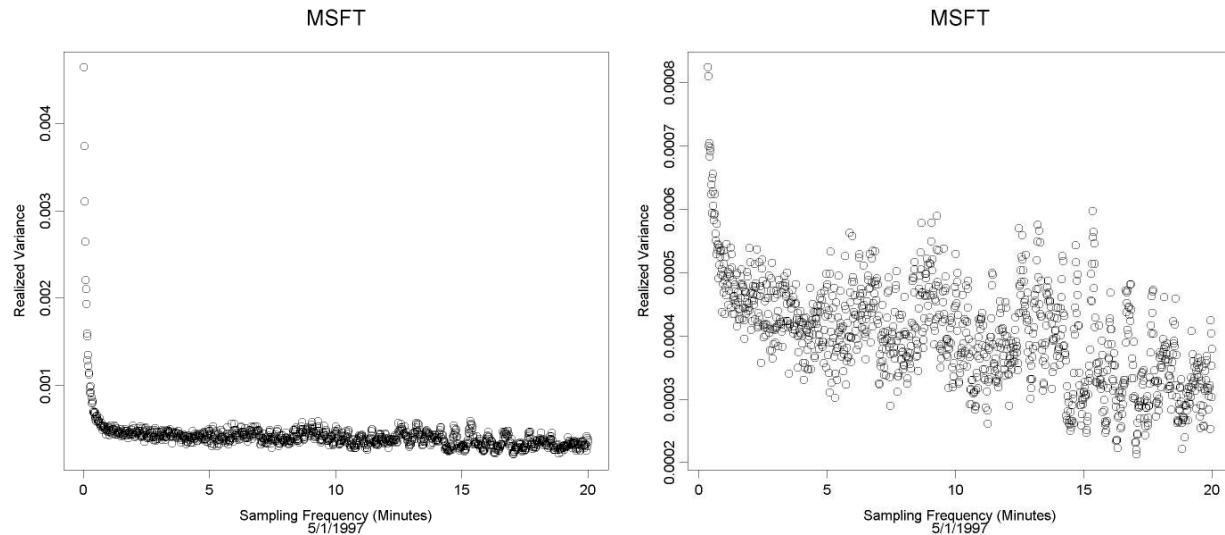 MSFT
Realized Variance
0.004
0.003
0.002
0.001
0 5 10 15 20
Sampling Frequency (Minutes)
5/1/1997
MSFT
Realized Variance
0.0008
0.0007
0.0006
0.0005
0.0004
0.0003
0.0002
0 5 10 15 20
Sampling Frequency (Minutes)
5/1/1997